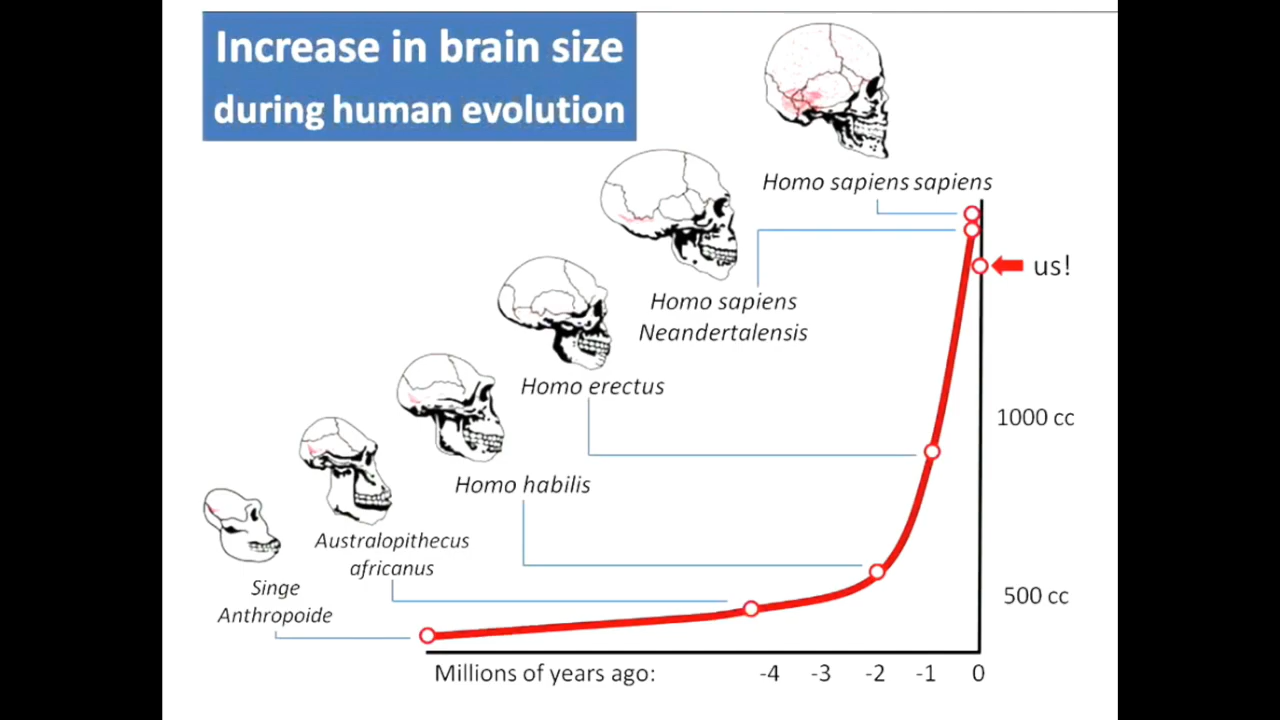 Increase in brain size
during human evolution
Homo sapiens sapiens
us!
Homo sapiens
Neandertalensis
Homo erectus
1000 cc
Homo habilis
Australopithecus
africanus
500 cc
Singe
Anthropoide
Millions of years ago: -4 -3 -2 -1 0